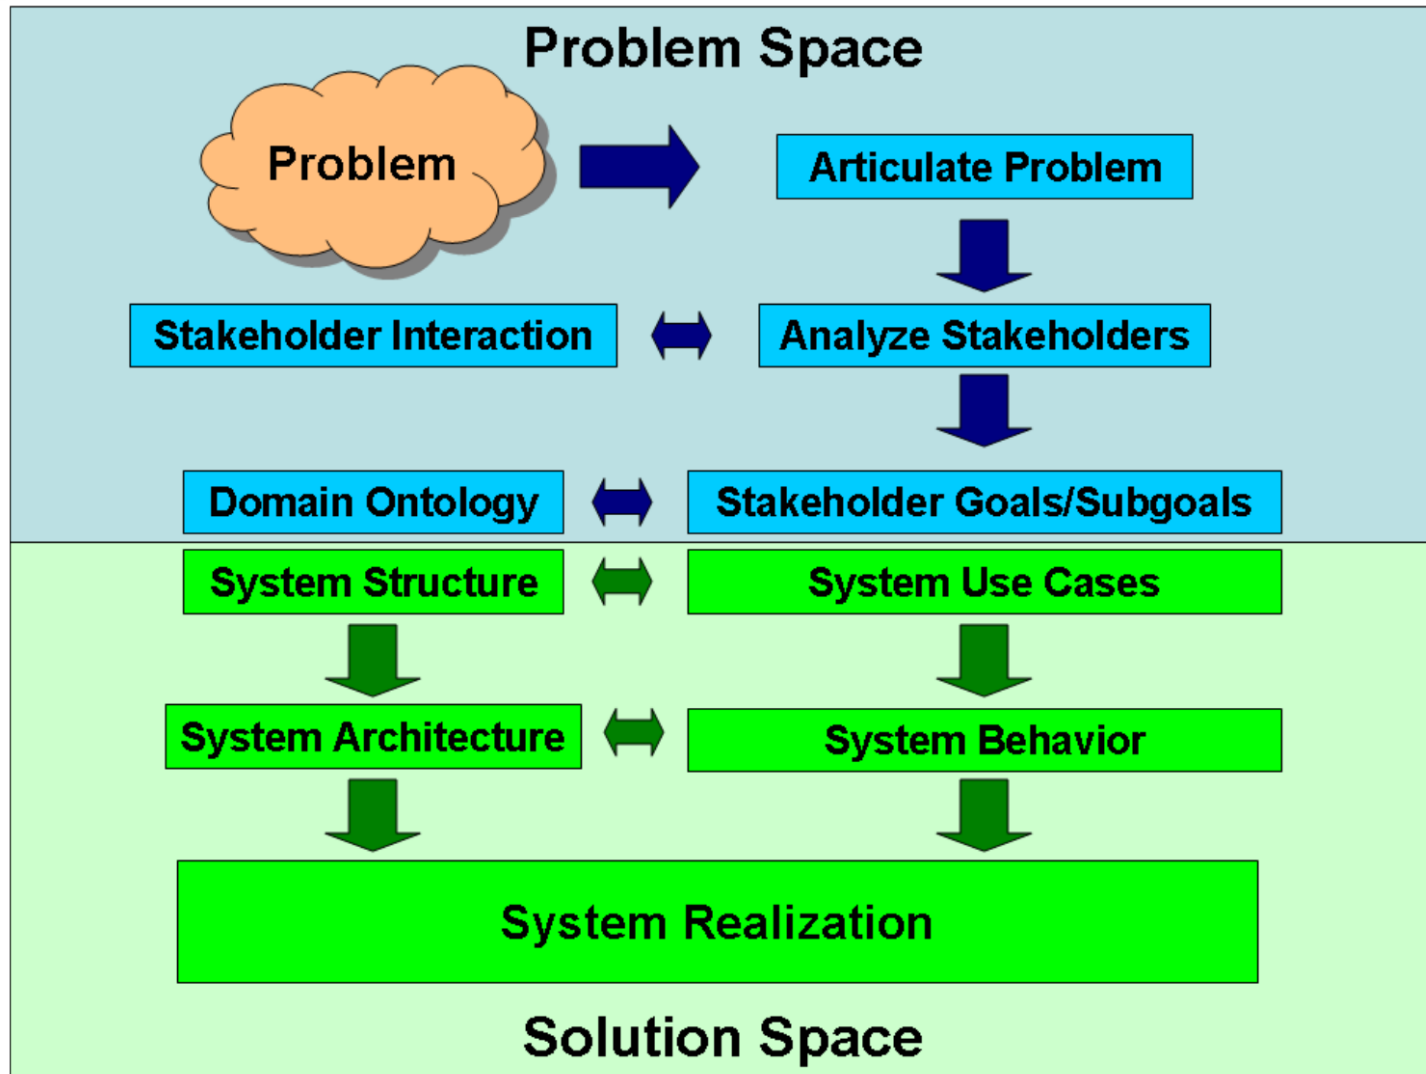 Problem Space
Problem
Articulate Problem
Stakeholder Interaction
Analyze Stakeholders
Domain Ontology
Stakeholder Goals/Subgoals
System Structure
System Use Cases
System Architecture
System Behavior
System Realization
Solution Space